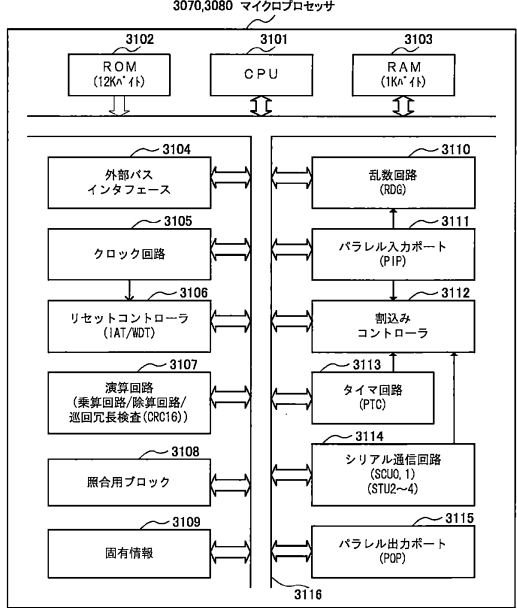 3070,3080 マイクロプロセッサ
3102
ROM
(12Kバイト)
3101
CPU
3103
RAM
(1Kバイト)
3104
外部バス
インタフェース
3105
クロック回路
3106
リセットコントローラ
(IAT/WDT)
3107
演算回路
(乗算回路/除算回路/
巡回冗長検査(CRC16))
3108
照合用ブロック
3109
固有情報
3110
乱数回路
(RDG)
3111
パラレル入力ポート
(PIP)
3112
割込み
コントローラ
3113
タイマ回路
(PTC)
3114
シリアル通信回路
(SCU0,1)
(STU2〜4)
3115
パラレル出力ポート
(POP)
3116